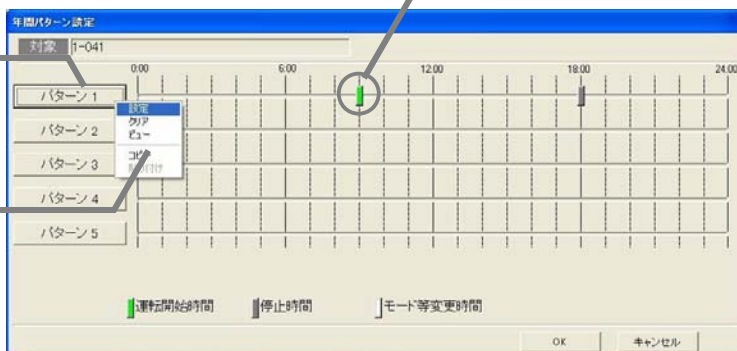 年間パターン設定
対象 1-041
0:00 6:00 12:00 18:00 24:00
パターン 1
設定
クリア
ビュー
パターン 2
パターン 3
パターン 4
パターン 5
運転開始時間 停止時間 モード等変更時間
OK キャンセル